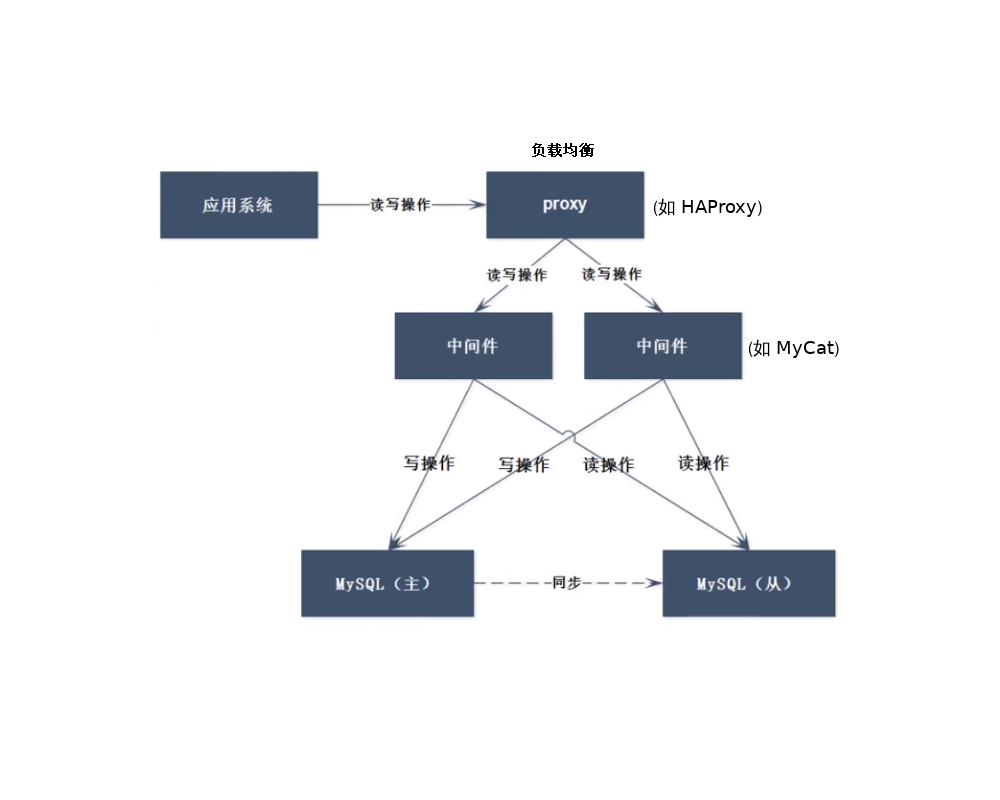 负载均衡
应用系统
读写操作
proxy
(如 HAProxy)
读写操作
读写操作
中间件
中间件
(如 MyCat)
写操作
写操作
读操作
读操作
MySQL（主）
同步
MySQL（从）